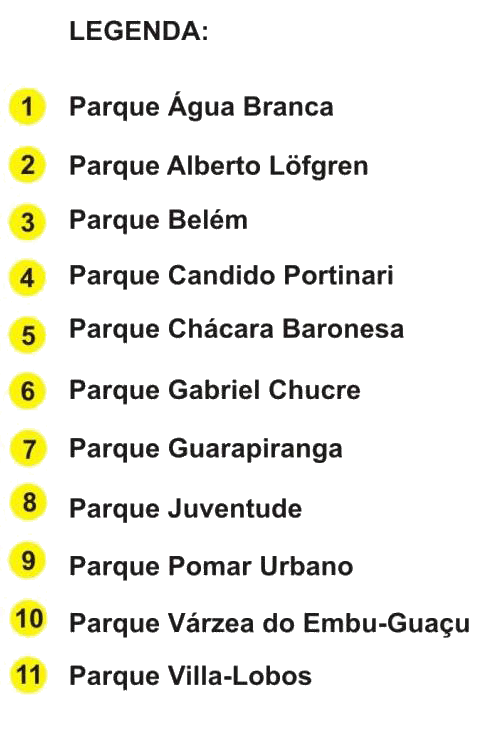 LEGENDA:
1 Parque Água Branca
2 Parque Alberto Löfgren
3 Parque Belém
4 Parque Candido Portinari
5 Parque Chácara Baronesa
6 Parque Gabriel Chucre
7 Parque Guarapiranga
8 Parque Juventude
9 Parque Pomar Urbano
10 Parque Várzea do Embu-Guaçu
11 Parque Villa-Lobos